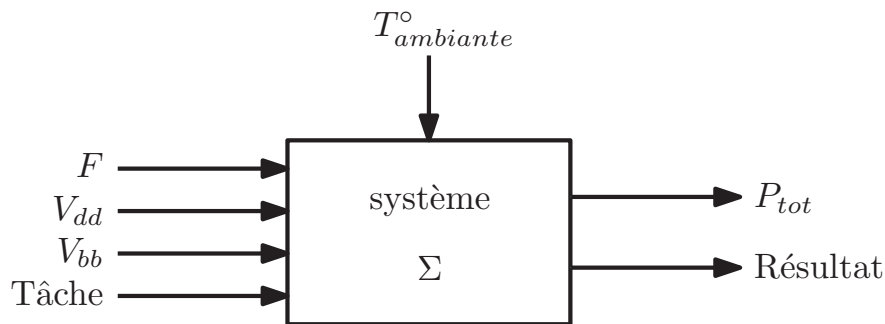 T°ambiante
F
Vdd
Vbb
Tâche
système
Σ
Ptot
Résultat